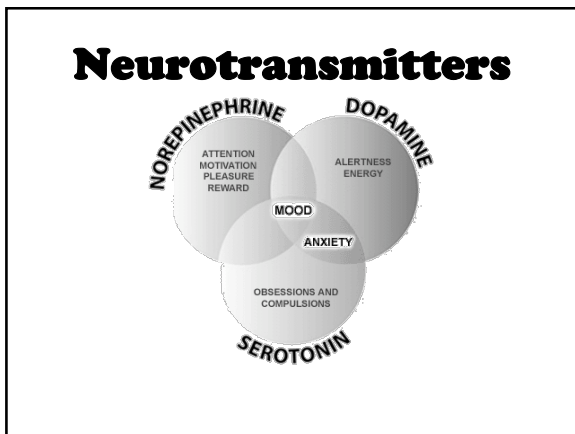 Neurotransmitters
NOREPINEPHRINE
DOPAMINE
ATTENTION
MOTIVATION
PLEASURE
REWARD
ALERTNESS
ENERGY
MOOD
ANXIETY
OBSESSIONS AND
COMPULSIONS
SEROTONIN